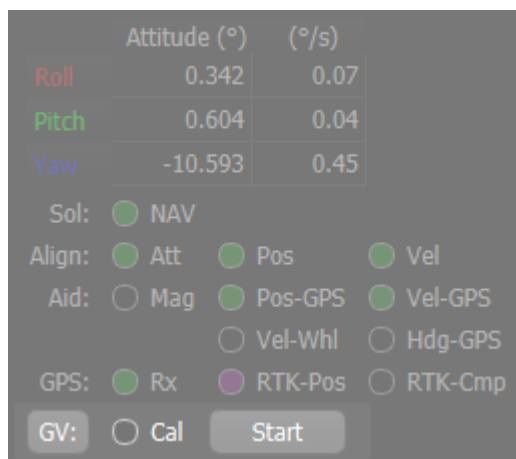 Attitude (°) (°/s)
Roll 0.342 0.07
Pitch 0.604 0.04
Yaw -10.593 0.45
Sol: NAV
Align: Att Pos Vel
Aid: Mag Pos-GPS Vel-GPS
Vel-Whl Hdg-GPS
GPS: Rx RTK-Pos RTK-Cmp
GV: Cal Start